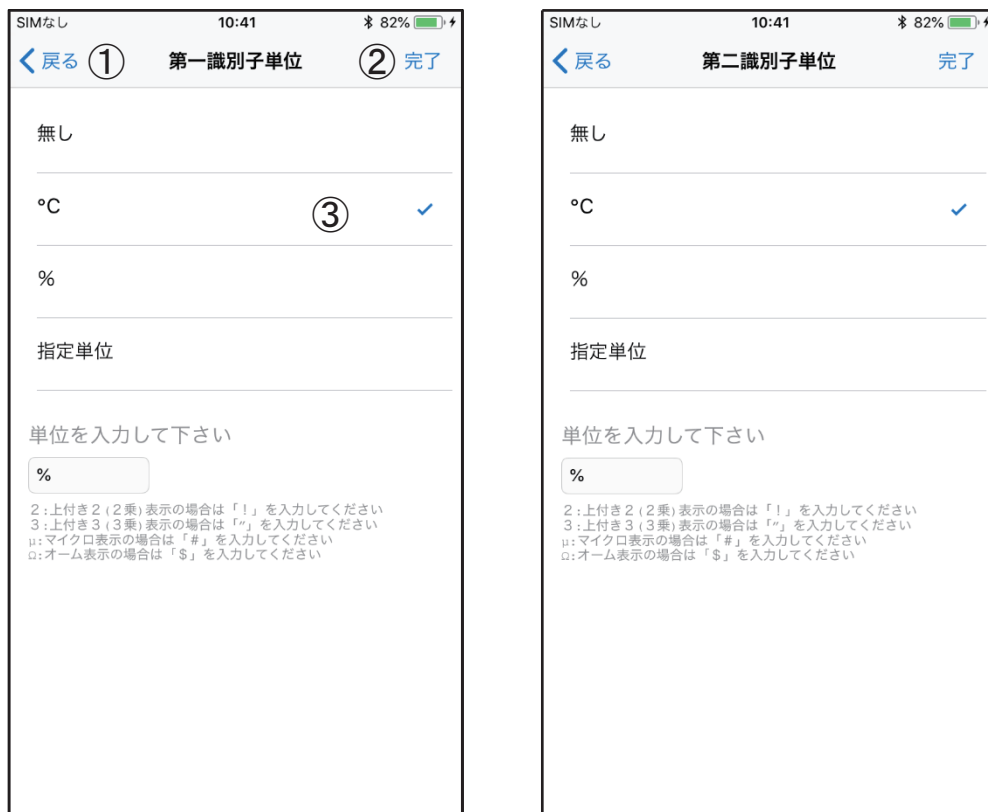 SIMなし 10:41 82%
戻る ① 第一識別子単位 ② 完了
無し
°C ③
%
指定単位
単位を入力して下さい
%
2:上付き2(2乗)表示の場合は「!」を入力してください
3:上付き3(3乗)表示の場合は「"」を入力してください
μ:マイクロ表示の場合は「#」を入力してください
Ω:オーム表示の場合は「$」を入力してください
SIMなし 10:41 82%
戻る 第二識別子単位 完了
無し
°C
%
指定単位
単位を入力して下さい
%
2:上付き2(2乗)表示の場合は「!」を入力してください
3:上付き3(3乗)表示の場合は「"」を入力してください
μ:マイクロ表示の場合は「#」を入力してください
Ω:オーム表示の場合は「$」を入力してください